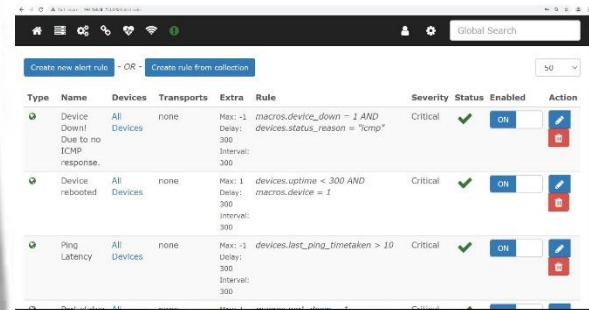 Global Search
Create new alert rule - OR - Create rule from collection
50
Type Name Devices Transports Extra Rule Severity Status Enabled Action
Device All none Max: -1 macros.device_down = 1 AND Critical ON
Down! Devices Delay: devices.status_reason = "icmp"
Due to no 300
ICMP Interval:
response. 300
Device All none Max: 1 devices.uptime < 300 AND Critical ON
rebooted Devices Delay: macros.device = 1
300
Interval:
300
Ping All none Max: -1 devices.last_ping_timetaken > 10 Critical ON
Latency Devices Delay:
300
Interval:
300